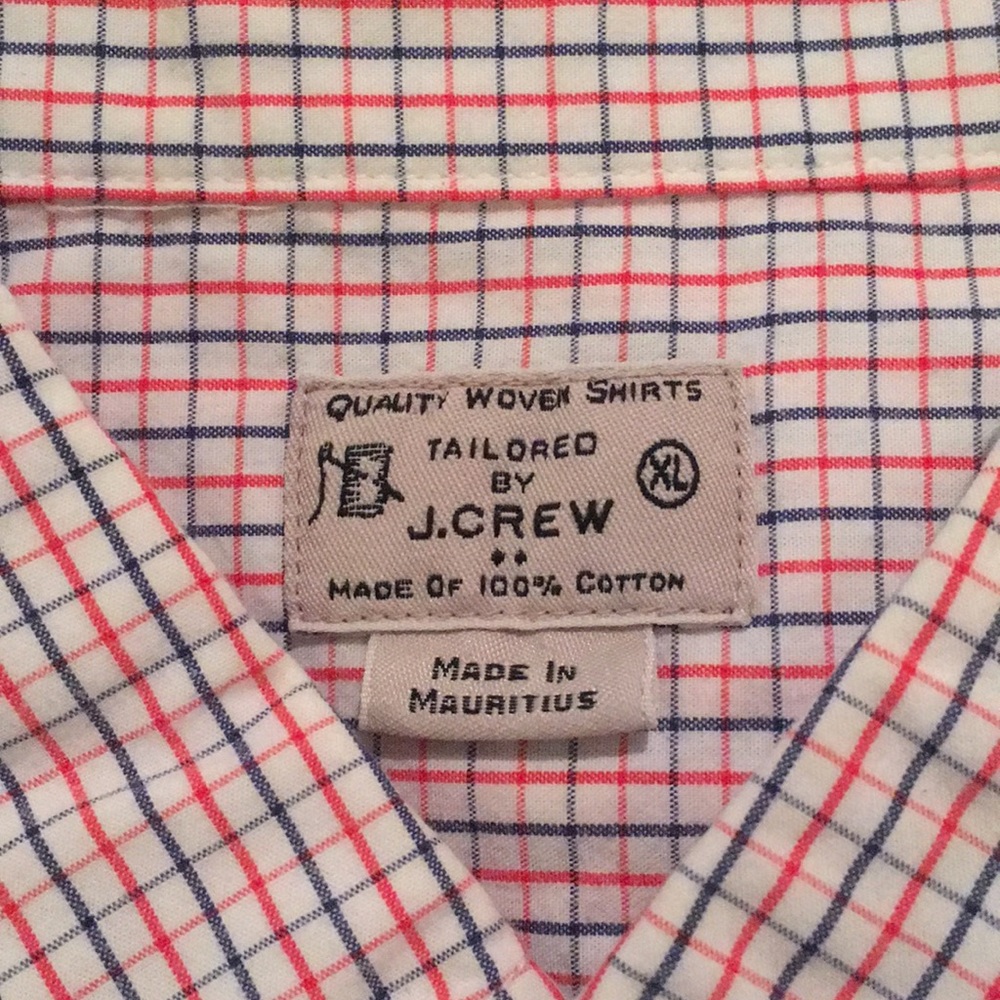 QUALITY WOVEN SHIRTS
TAILORED
BY
XL
J.CREW
MADE OF 100% COTTON
MADE IN
MAURITIUS